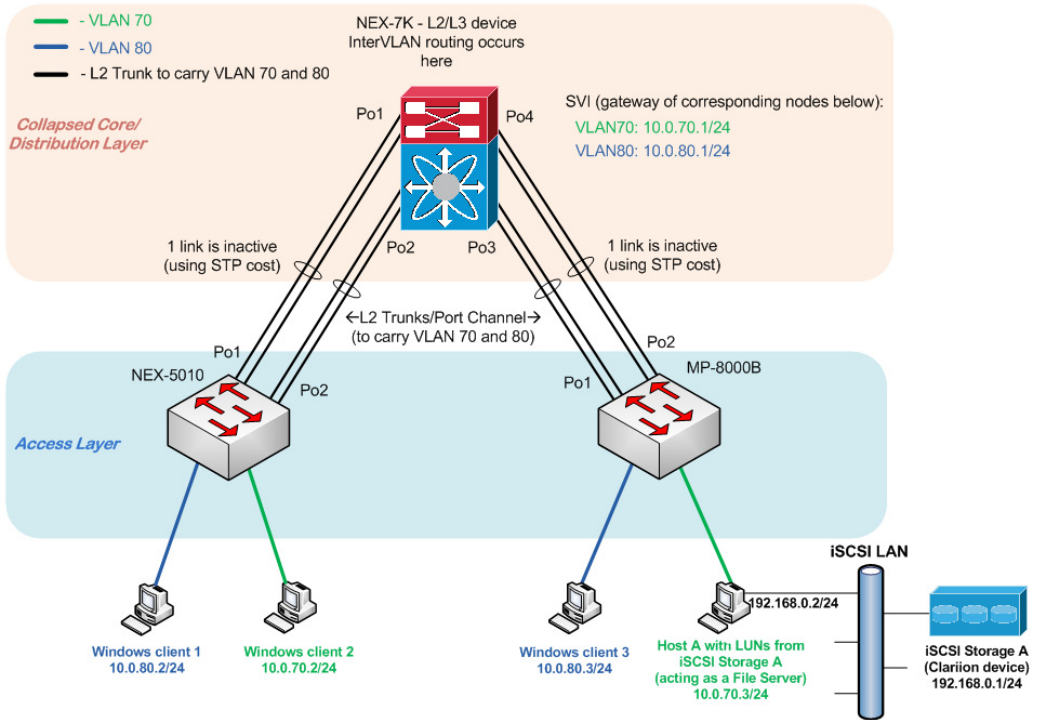 - VLAN 70
- VLAN 80
- L2 Trunk to carry VLAN 70 and 80
NEX-7K - L2/L3 device
InterVLAN routing occurs
here
Collapsed Core/
Distribution Layer
Po1
Po4
SVI (gateway of corresponding nodes below):
VLAN70: 10.0.70.1/24
VLAN80: 10.0.80.1/24
1 link is inactive
(using STP cost)
Po2
Po3
1 link is inactive
(using STP cost)
←L2 Trunks/Port Channel→
(to carry VLAN 70 and 80)
Po1
NEX-5010
Po2
Po2
MP-8000B
Po1
Access Layer
iSCSI LAN
192.168.0.2/24
Windows client 1
10.0.80.2/24
Windows client 2
10.0.70.2/24
Windows client 3
10.0.80.3/24
Host A with LUNs from
iSCSI Storage A
(acting as a File Server)
10.0.70.3/24
iSCSI Storage A
(Clariion device)
192.168.0.1/24